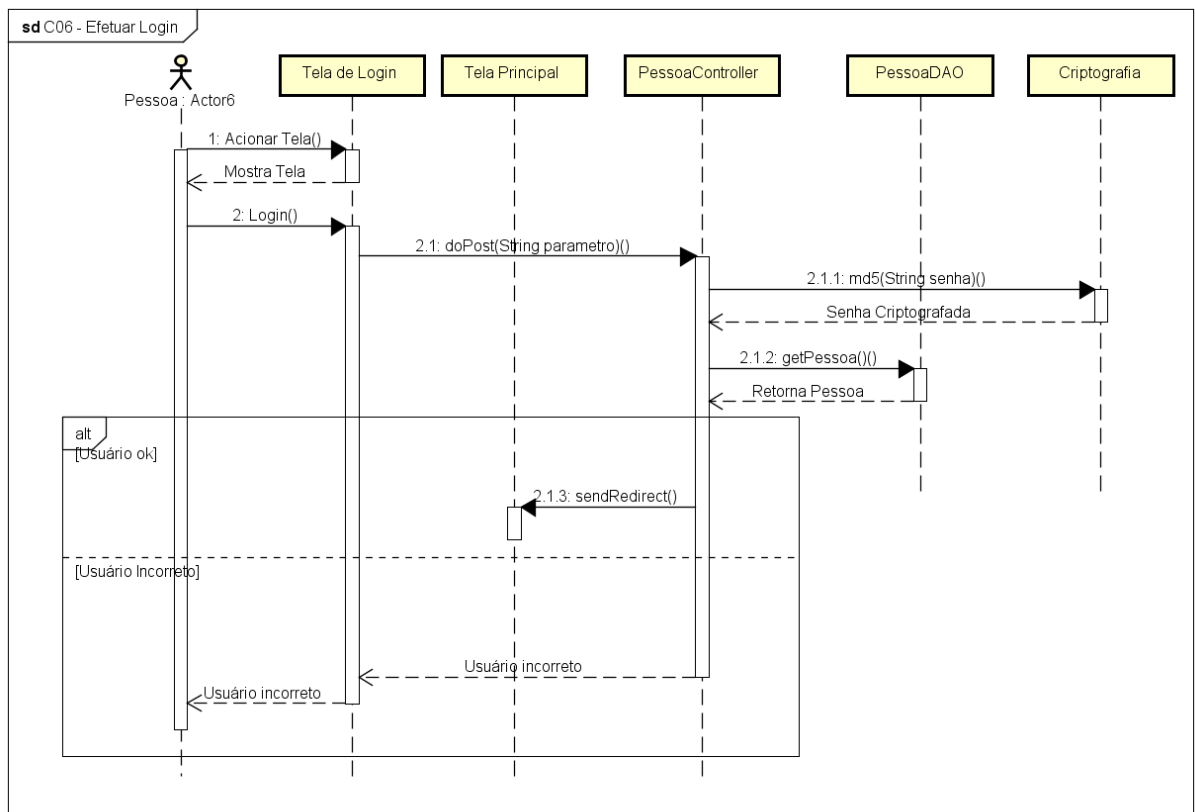 sd C06 - Efetuar Login
Pessoa : Actor6
Tela de Login
Tela Principal
PessoaController
PessoaDAO
Criptografia
1: Acionar Tela()
Mostra Tela
2: Login()
2.1: doPost(String parametro)()
2.1.1: md5(String senha)()
Senha Criptografada
2.1.2: getPessoa()()
Retorna Pessoa
alt
[Usuário ok]
2.1.3: sendRedirect()
[Usuário Incorreto]
Usuário incorreto
Usuário incorreto